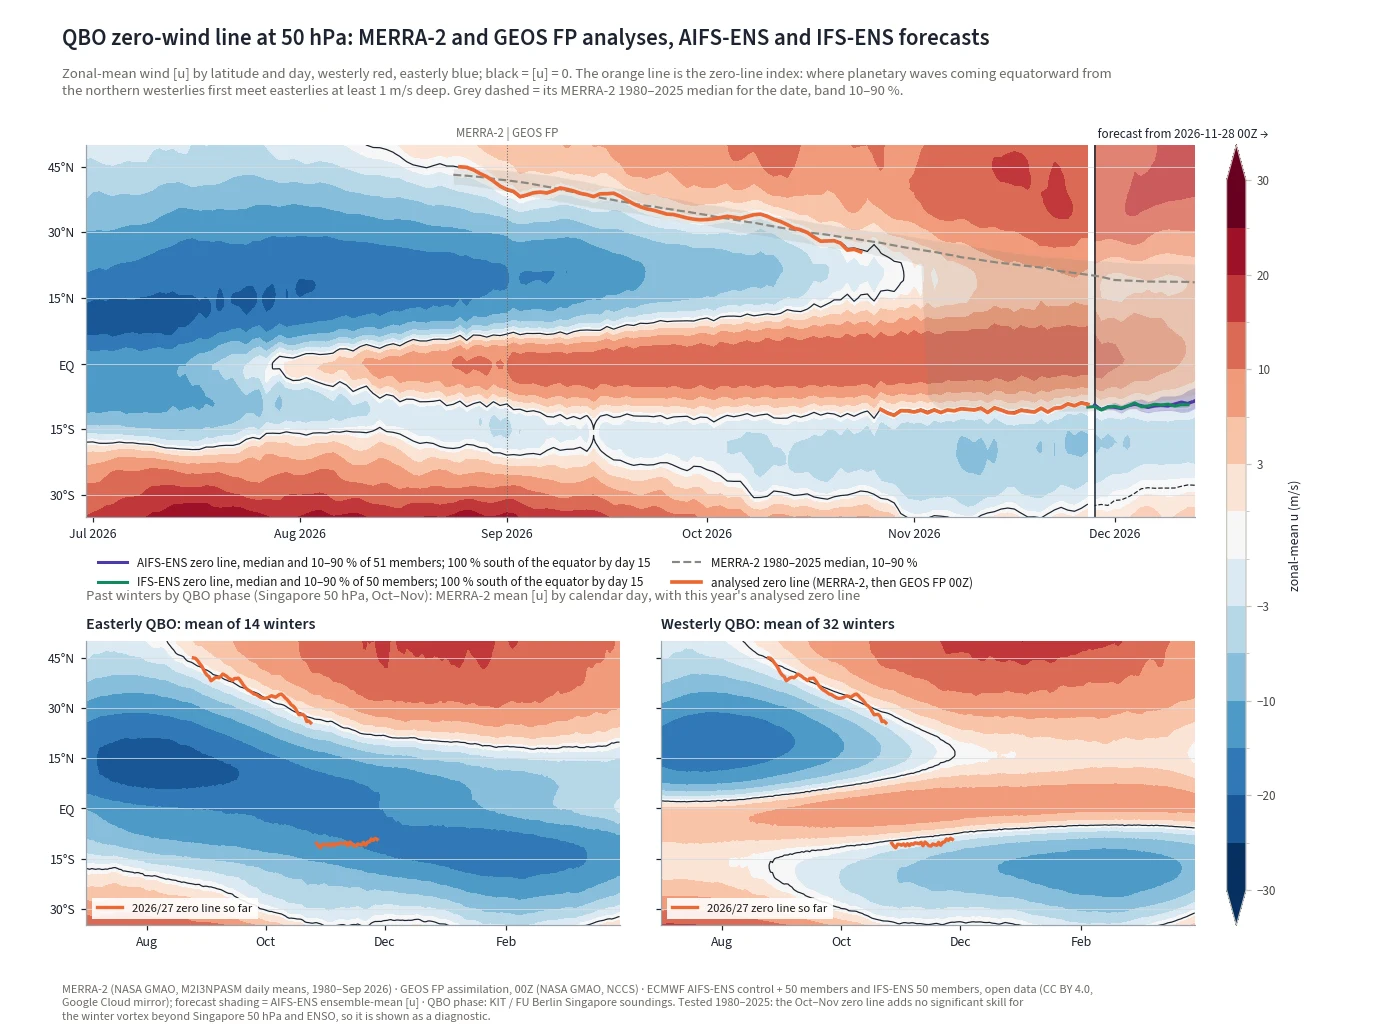 QBO zero-wind line at 50 hPa: MERRA-2 and GEOS FP analyses, AIFS-ENS and IFS-ENS forecasts
Zonal-mean wind [u] by latitude and day, westerly red, easterly blue; black = [u] = 0. The orange line is the zero-line index: where planetary waves coming equatorward from
the northern westerlies first meet easterlies at least 1 m/s deep. Grey dashed = its MERRA-2 1980–2025 median for the date, band 10–90 %.
MERRA-2 | GEOS FP
forecast from 2026-11-28 00Z →
45°N
30°N
15°N
EQ
15°S
30°S
Jul 2026
Aug 2026
Sep 2026
Oct 2026
Nov 2026
Dec 2026
30
20
10
3
−3
−10
−20
−30
zonal-mean u (m/s)
AIFS-ENS zero line, median and 10–90 % of 51 members; 100 % south of the equator by day 15
IFS-ENS zero line, median and 10–90 % of 50 members; 100 % south of the equator by day 15
MERRA-2 1980–2025 median, 10–90 %
analysed zero line (MERRA-2, then GEOS FP 00Z)
Past winters by QBO phase (Singapore 50 hPa, Oct–Nov): MERRA-2 mean [u] by calendar day, with this year's analysed zero line
Easterly QBO: mean of 14 winters
45°N
30°N
15°N
EQ
15°S
30°S
2026/27 zero line so far
Aug
Oct
Dec
Feb
Westerly QBO: mean of 32 winters
2026/27 zero line so far
Aug
Oct
Dec
Feb
MERRA-2 (NASA GMAO, M2I3NPASM daily means, 1980–Sep 2026) · GEOS FP assimilation, 00Z (NASA GMAO, NCCS) · ECMWF AIFS-ENS control + 50 members and IFS-ENS 50 members, open data (CC BY 4.0,
Google Cloud mirror); forecast shading = AIFS-ENS ensemble-mean [u] · QBO phase: KIT / FU Berlin Singapore soundings. Tested 1980–2025: the Oct–Nov zero line adds no significant skill for
the winter vortex beyond Singapore 50 hPa and ENSO, so it is shown as a diagnostic.